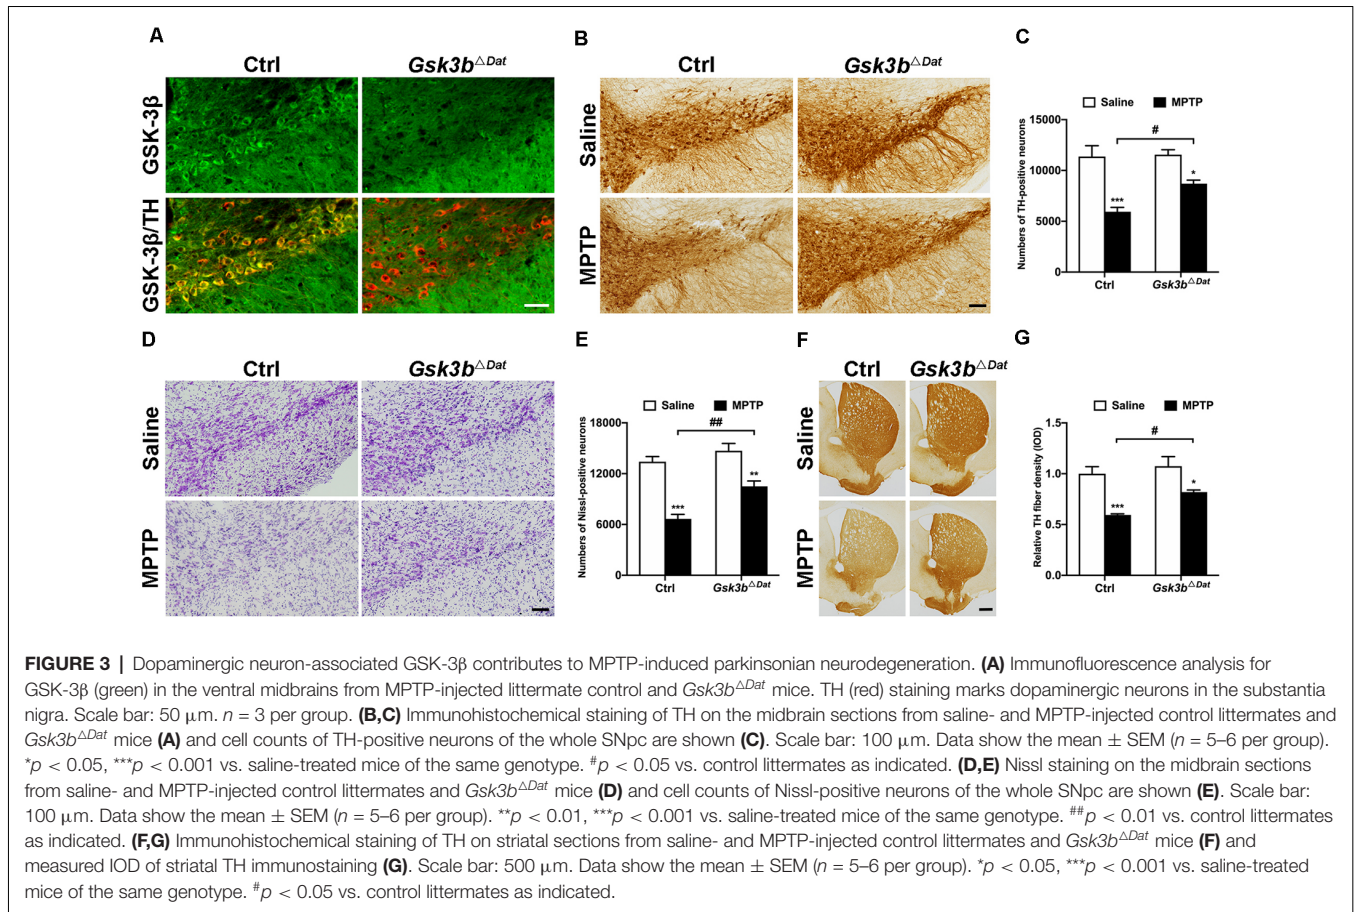 A
Ctrl
Gsk3b△Dat
GSK-3β
GSK-3β/TH
B
Ctrl
Gsk3b△Dat
Saline
MPTP
C
Saline MPTP
Numbers of TH-positive neurons
15000
10000
5000
0
#
***
*
Ctrl
Gsk3b△Dat
D
Ctrl
Gsk3b△Dat
Saline
MPTP
E
Saline MPTP
Numbers of Nissl-positive neurons
18000
12000
6000
0
##
***
**
Ctrl
Gsk3b△Dat
F
Ctrl
Gsk3b△Dat
Saline
MPTP
G
Saline MPTP
Relative TH fiber density (IOD)
1.5
1.0
0.5
0.0
#
***
*
Ctrl
Gsk3b△Dat
FIGURE 3 | Dopaminergic neuron-associated GSK-3β contributes to MPTP-induced parkinsonian neurodegeneration. (A) Immunofluorescence analysis for
GSK-3β (green) in the ventral midbrains from MPTP-injected littermate control and Gsk3b△Dat mice. TH (red) staining marks dopaminergic neurons in the substantia
nigra. Scale bar: 50 μm. n = 3 per group. (B,C) Immunohistochemical staining of TH on the midbrain sections from saline- and MPTP-injected control littermates and
Gsk3b△Dat mice (A) and cell counts of TH-positive neurons of the whole SNpc are shown (C). Scale bar: 100 μm. Data show the mean ± SEM (n = 5–6 per group).
*p < 0.05, ***p < 0.001 vs. saline-treated mice of the same genotype. #p < 0.05 vs. control littermates as indicated. (D,E) Nissl staining on the midbrain sections
from saline- and MPTP-injected control littermates and Gsk3b△Dat mice (D) and cell counts of Nissl-positive neurons of the whole SNpc are shown (E). Scale bar:
100 μm. Data show the mean ± SEM (n = 5–6 per group). **p < 0.01, ***p < 0.001 vs. saline-treated mice of the same genotype. ##p < 0.01 vs. control littermates
as indicated. (F,G) Immunohistochemical staining of TH on striatal sections from saline- and MPTP-injected control littermates and Gsk3b△Dat mice (F) and
measured IOD of striatal TH immunostaining (G). Scale bar: 500 μm. Data show the mean ± SEM (n = 5–6 per group). *p < 0.05, ***p < 0.001 vs. saline-treated
mice of the same genotype. #p < 0.05 vs. control littermates as indicated.